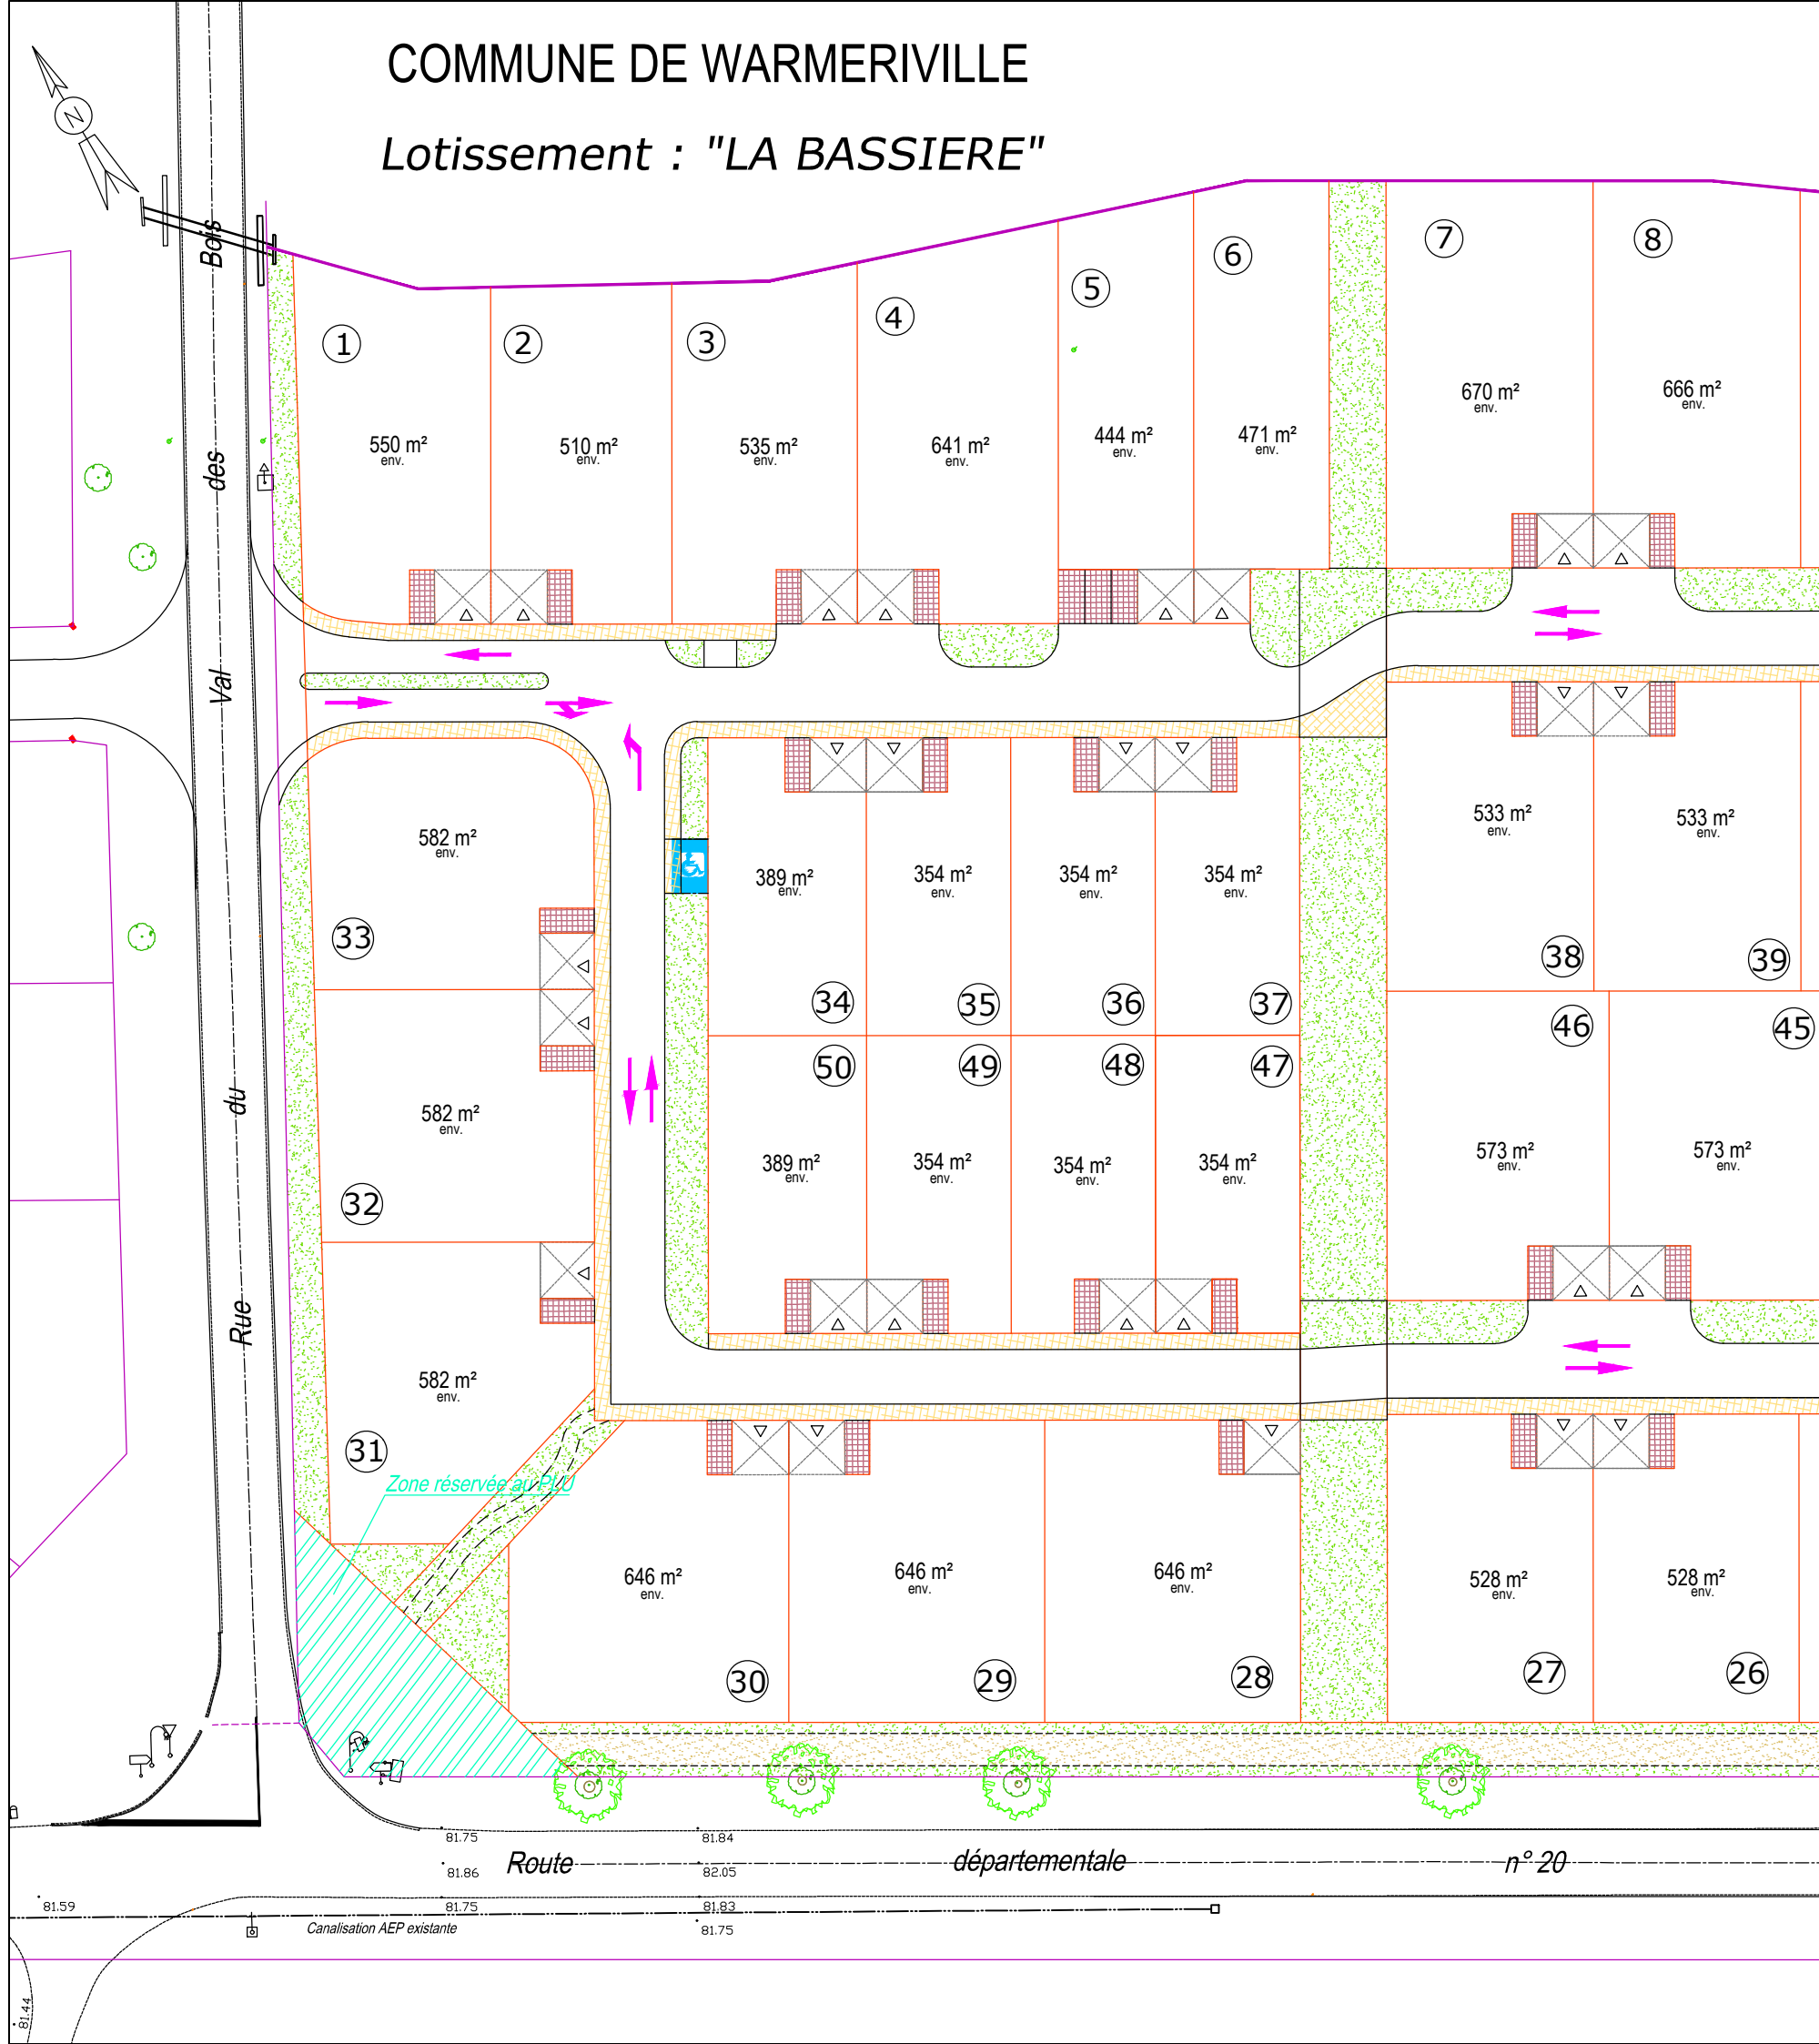 COMMUNE DE WARMERIVILLE
Lotissement : "LA BASSIERE"
N
Rue du Val des Bois
1
2
3
4
5
6
7
8
550 m²
env.
510 m²
env.
535 m²
env.
641 m²
env.
444 m²
env.
471 m²
env.
670 m²
env.
666 m²
env.
582 m²
env.
33
582 m²
env.
32
582 m²
env.
31
389 m²
env.
354 m²
env.
354 m²
env.
354 m²
env.
34
35
36
37
533 m²
env.
533 m²
env.
38
39
50
49
48
47
46
45
389 m²
env.
354 m²
env.
354 m²
env.
354 m²
env.
573 m²
env.
573 m²
env.
Zone réservée au PLU
646 m²
env.
646 m²
env.
646 m²
env.
528 m²
env.
528 m²
env.
30
29
28
27
26
81.75
81.84
81.86
Route départementale n° 20
82.05
81.59
81.75
81.83
Canalisation AEP existante
81.75
81.44